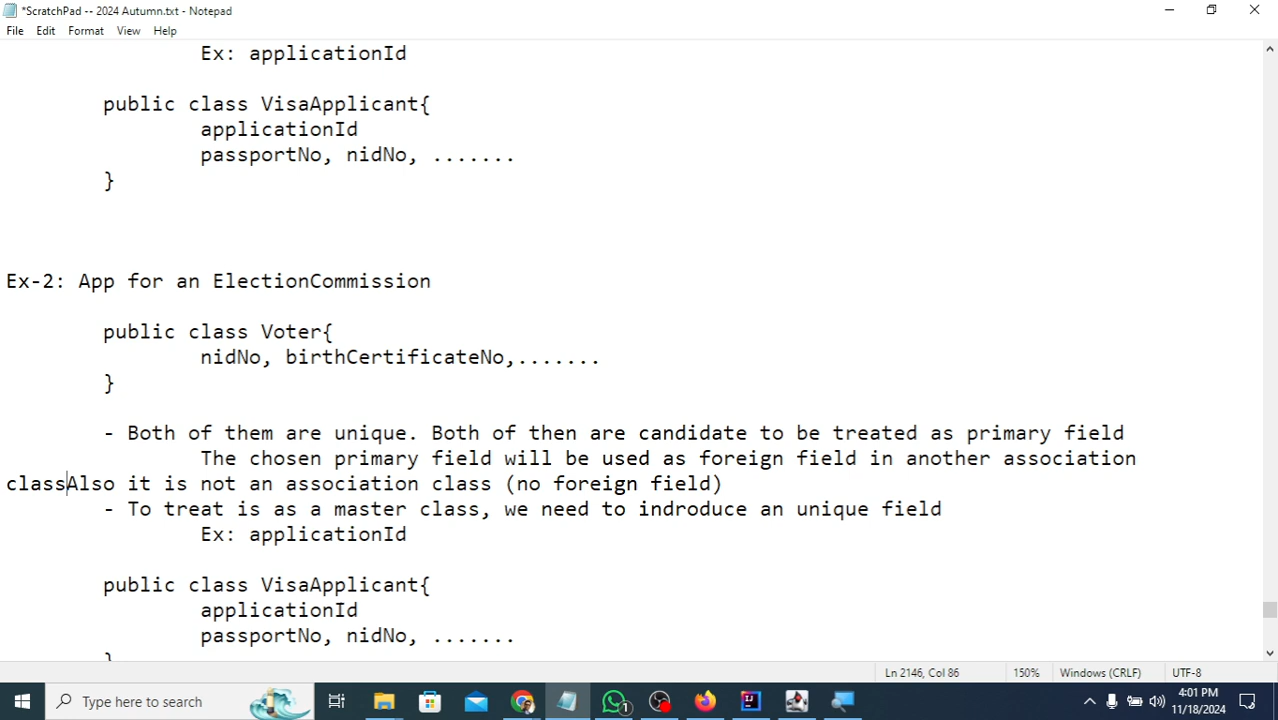 *ScratchPad -- 2024 Autumn.txt - Notepad
File Edit Format View Help
Ex: applicationId
public class VisaApplicant{
applicationId
passportNo, nidNo, .......
}
Ex-2: App for an ElectionCommission
public class Voter{
nidNo, birthCertificateNo,.......
}
- Both of them are unique. Both of then are candidate to be treated as primary field
The chosen primary field will be used as foreign field in another association
classAlso it is not an association class (no foreign field)
- To treat is as a master class, we need to indroduce an unique field
Ex: applicationId
public class VisaApplicant{
applicationId
passportNo, nidNo, .......
}
Ln 2146, Col 86 150% Windows (CRLF) UTF-8
Type here to search 1 4:01 PM
11/18/2024